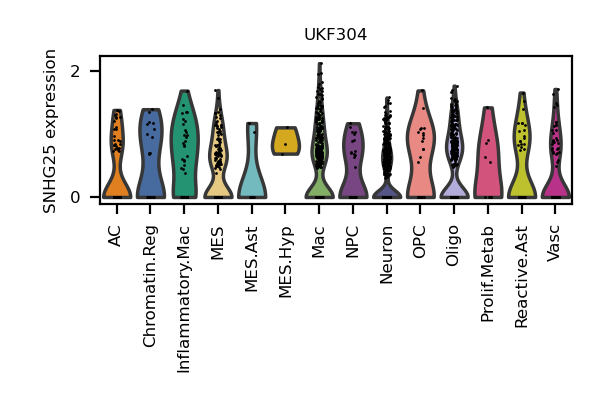 UKF304
SNHG25 expression
2
0
AC
Chromatin.Reg
Inflammatory.Mac
MES
MES.Ast
MES.Hyp
Mac
NPC
Neuron
OPC
Oligo
Prolif.Metab
Reactive.Ast
Vasc